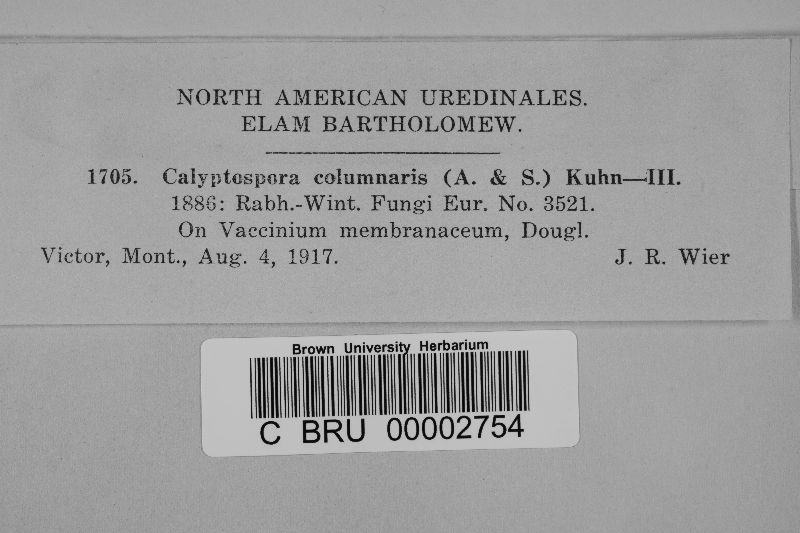 NORTH AMERICAN UREDINALES.
ELAM BARTHOLOMEW.
1705. Calyptospora columnaris (A. & S.) Kuhn—III.
1886: Rabh.-Wint. Fungi Eur. No. 3521.
On Vaccinium membranaceum, Dougl.
Victor, Mont., Aug. 4, 1917. J. R. Wier
Brown University Herbarium
C BRU 00002754